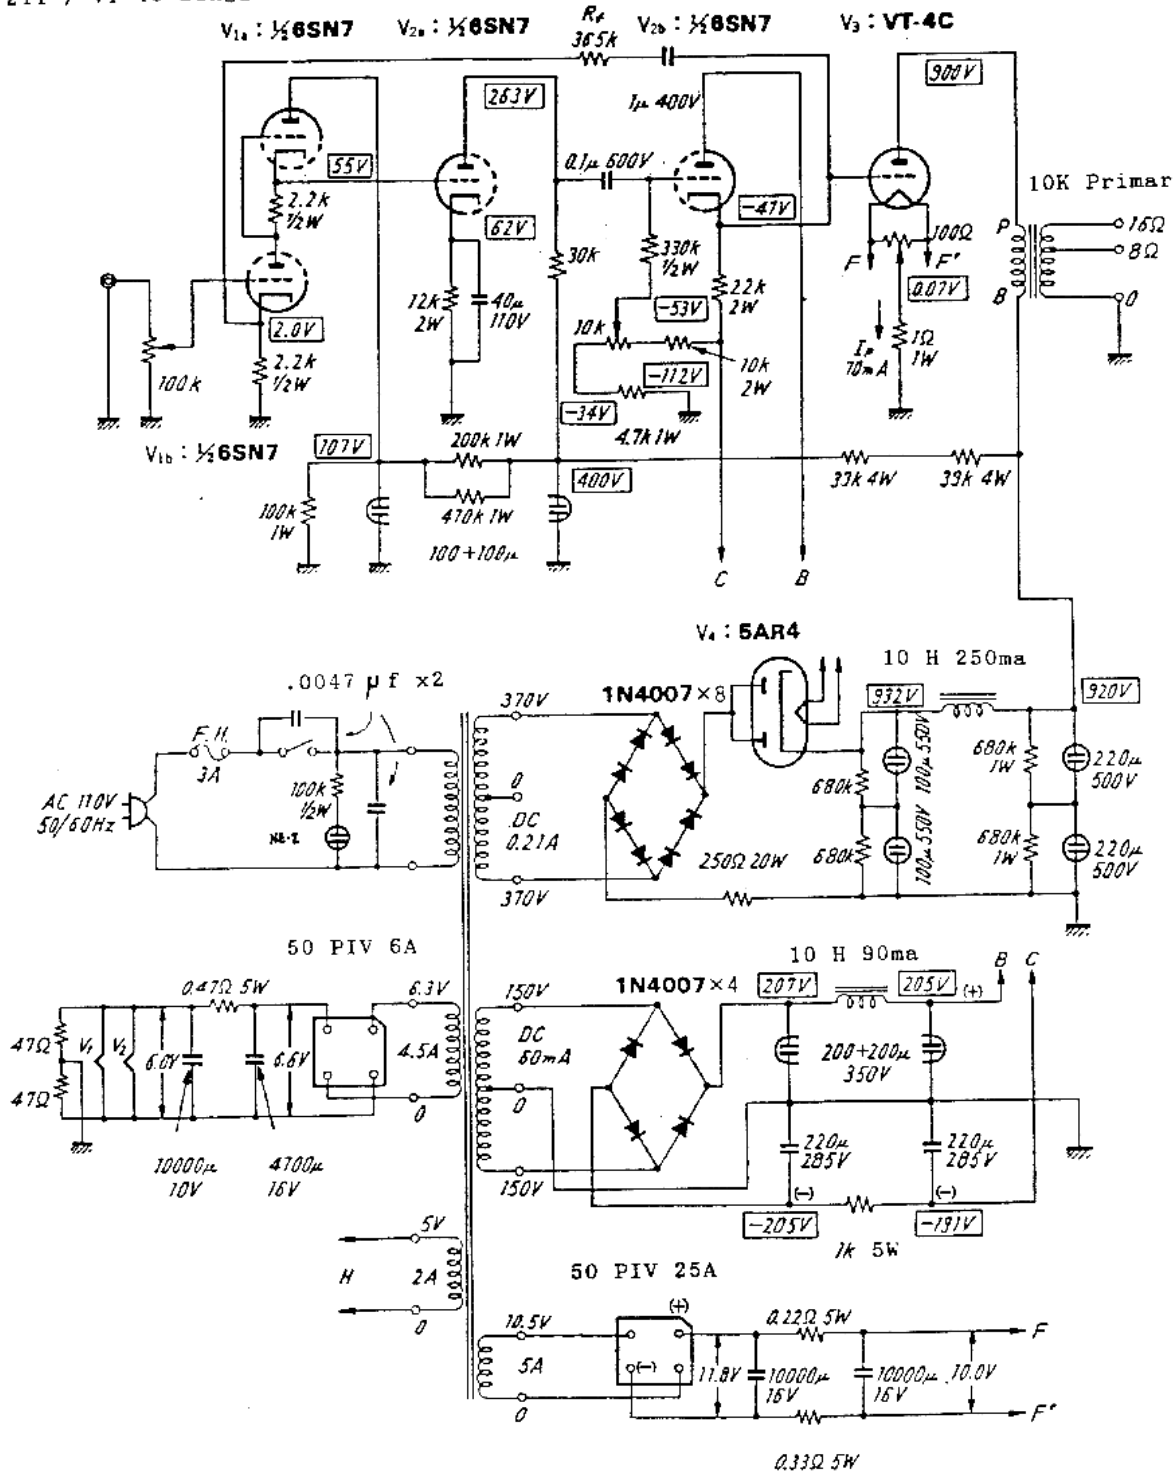 V1a : ½6SN7
V2a : ½6SN7
Rf
365k
V2b : ½6SN7
V3 : VT-4C
263V
1μ 400V
900V
55V
0.1μ 600V
2.2k
½W
62V
-41V
10K Primar
16Ω
8Ω
0
P
B
100Ω
F
F'
0.07V
330k
½W
30k
22k
2W
12k
2W
40μ
110V
-53V
2.0V
2.2k
½W
100k
10k
10k
2W
-112V
-34V
4.7k 1W
Ip
70mA
1Ω
1W
V1b : ½6SN7
107V
200k 1W
400V
33k 4W
39k 4W
100k
1W
470k 1W
100+100μ
C
B
V4 : 5AR4
10 H 250ma
.0047 μf x2
370V
1N4007×8
932V
920V
F.H.
3A
100k
½W
AC 110V
50/60Hz
NE-2
0
DC
0.21A
370V
680k
680k
100μ 550V
100μ 550V
680k
1W
680k
1W
220μ
500V
220μ
500V
250Ω 20W
50 PIV 6A
10 H 90ma
B
C
0.47Ω 5W
6.3V
150V
1N4007×4
207V
205V
(+)
47Ω
47Ω
V1
V2
6.0V
6.6V
4.5A
0
DC
60mA
0
200+200μ
350V
220μ
285V
220μ
285V
10000μ
10V
4700μ
16V
150V
(-)
(-)
-205V
-191V
1k 5W
5V
H
2A
0
50 PIV 25A
10.5V
(+)
0.22Ω 5W
F
5A
(-)
11.8V
10000μ
16V
10000μ
16V
10.0V
0
F'
0.33Ω 5W